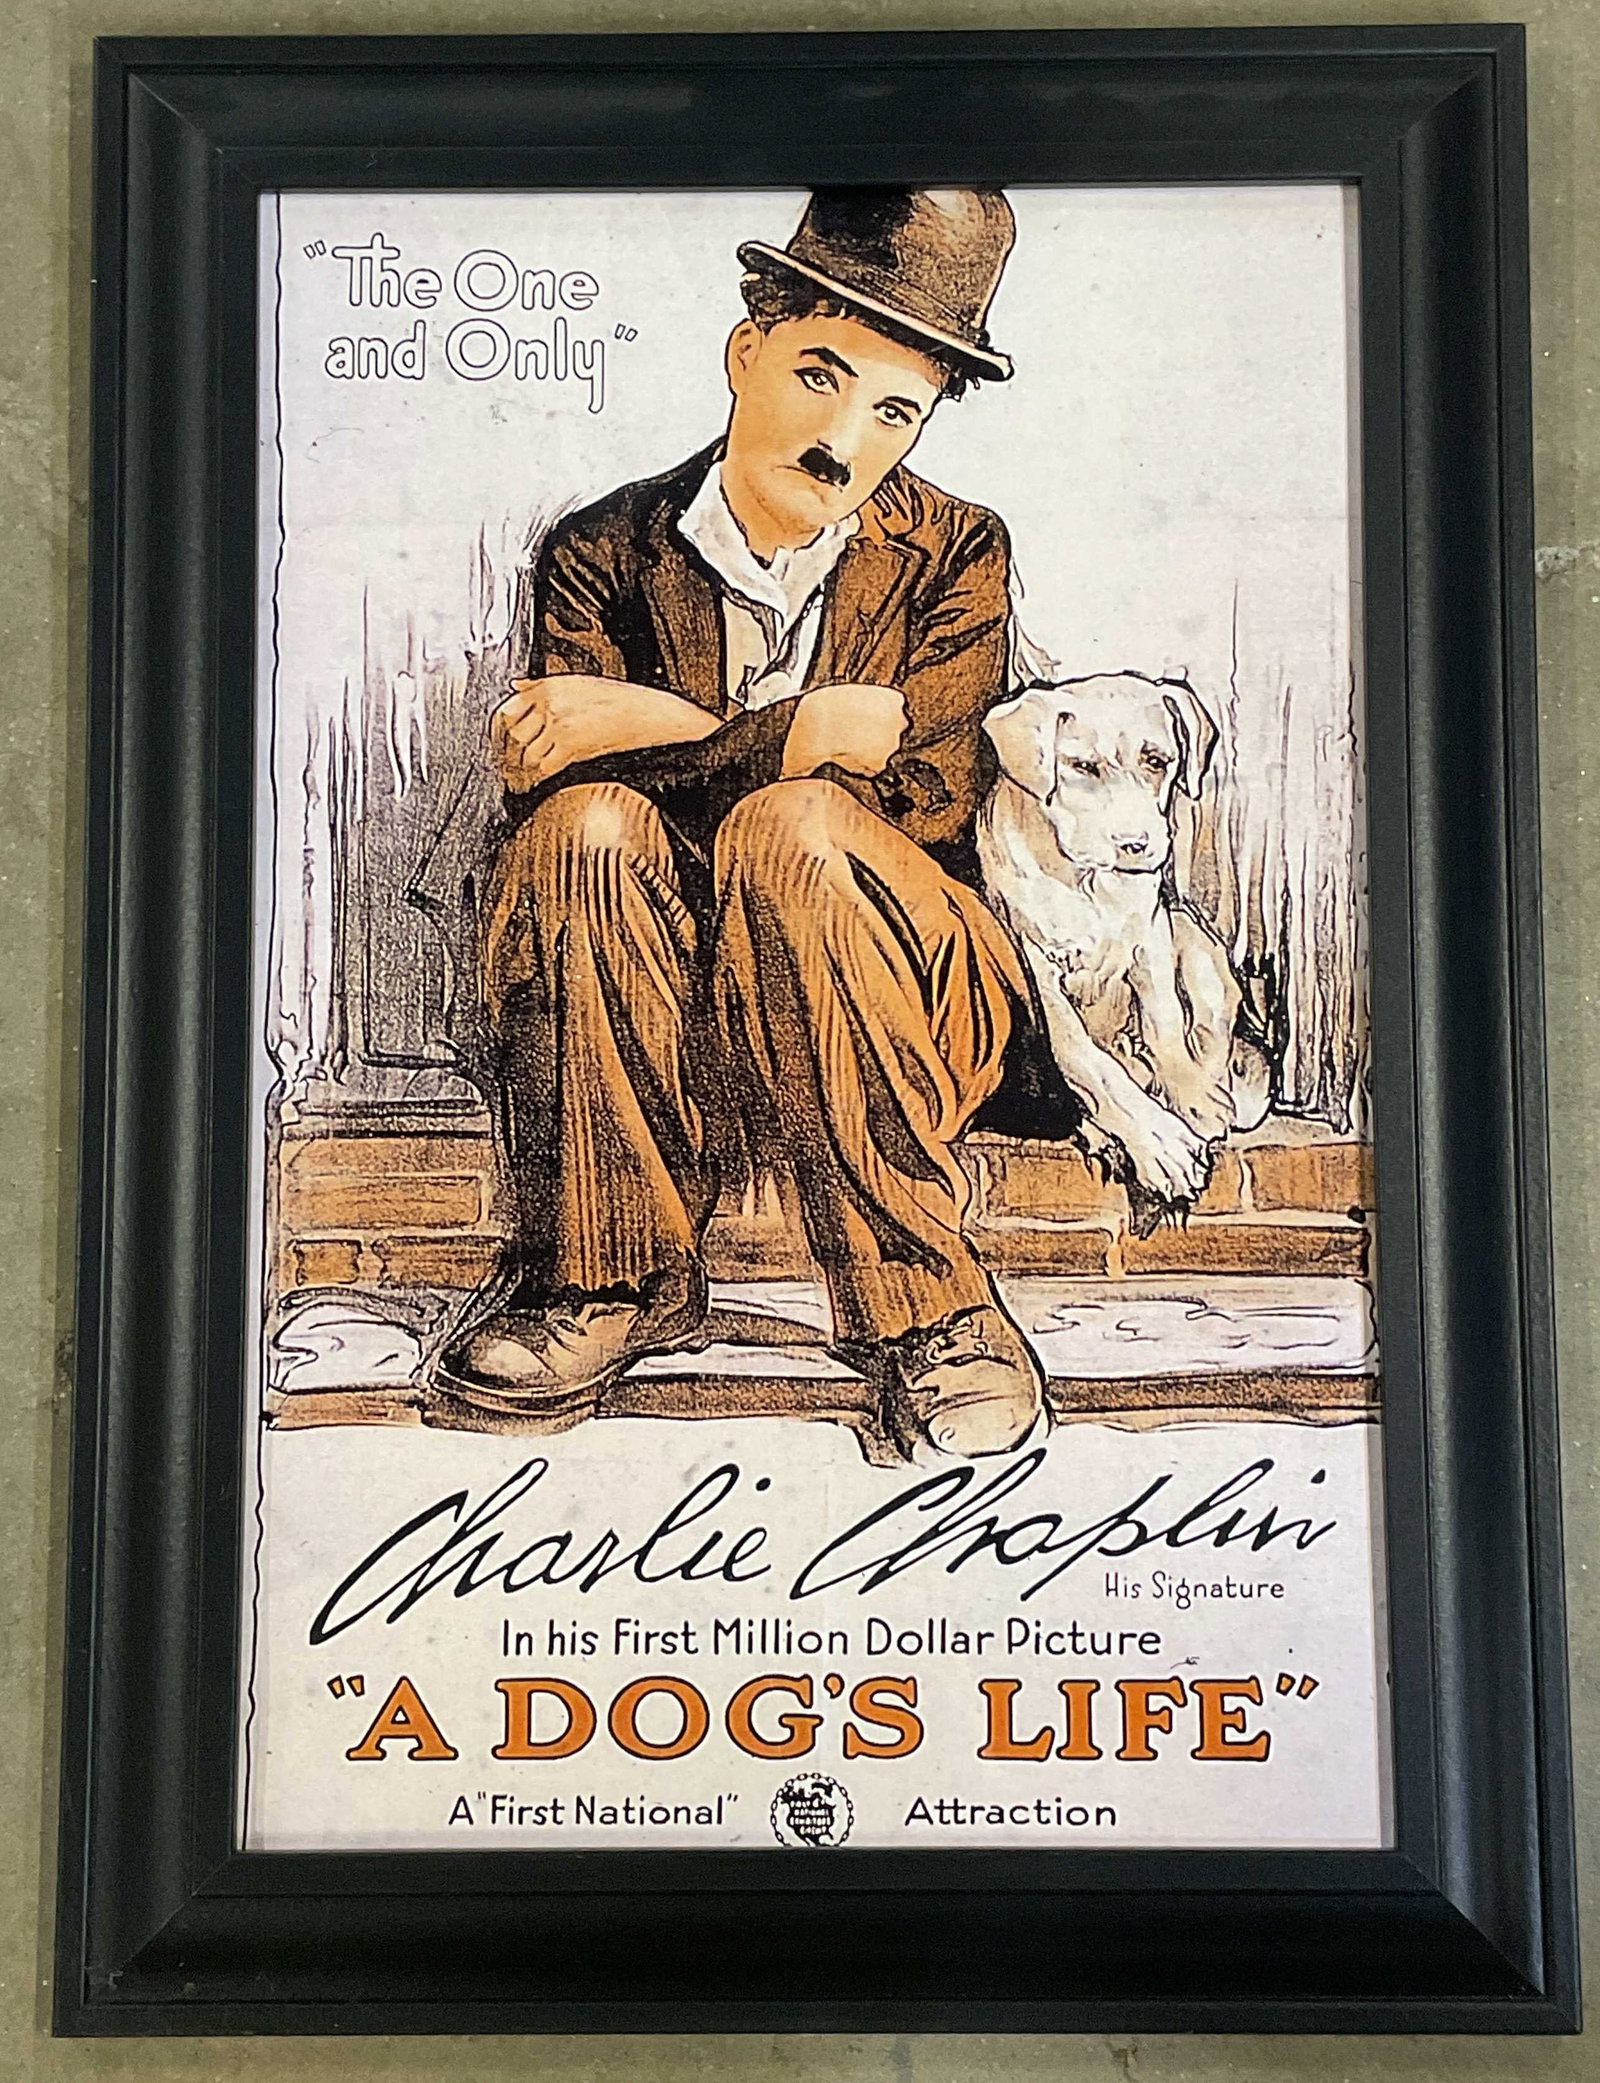 "The One
and Only"
Charlie Chaplin
His Signature
In his First Million Dollar Picture
"A DOG'S LIFE"
A "First National" Attraction